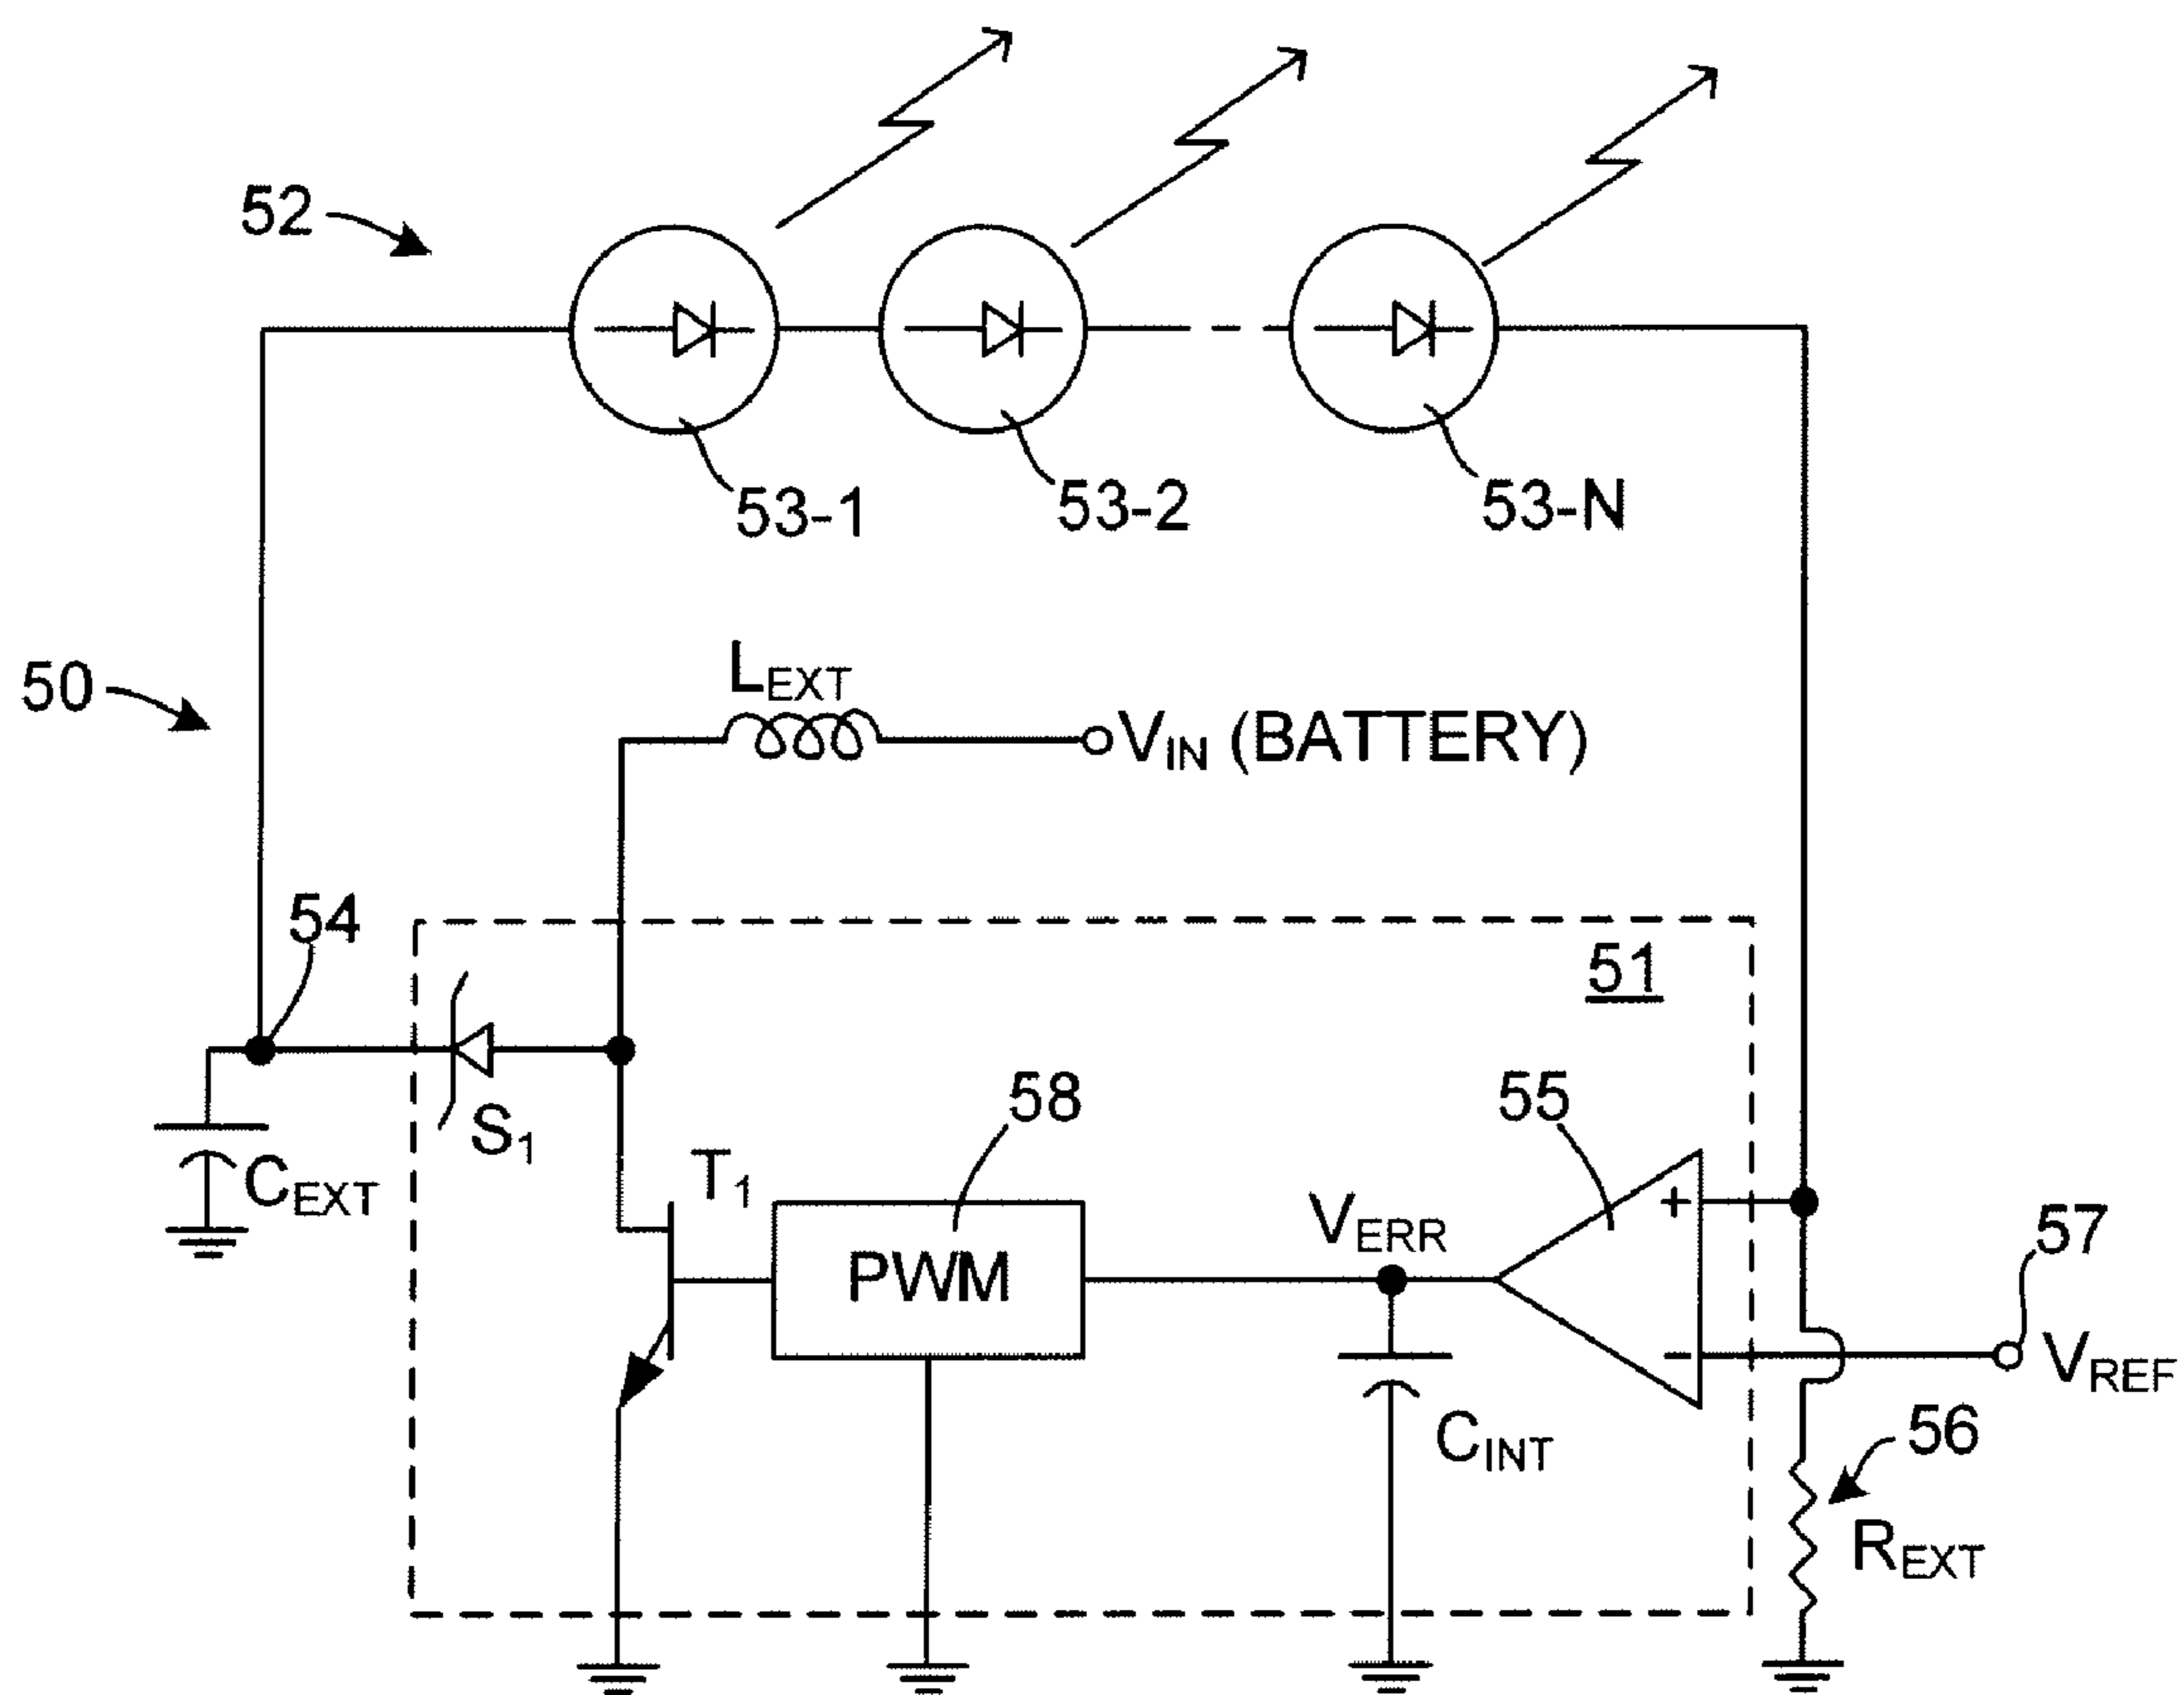 52
53-1
53-2
53-N
50
LEXT
VIN (BATTERY)
54
51
S1
CEXT
T1
58
PWM
VERR
55
+
-
57
VREF
CINT
56
REXT